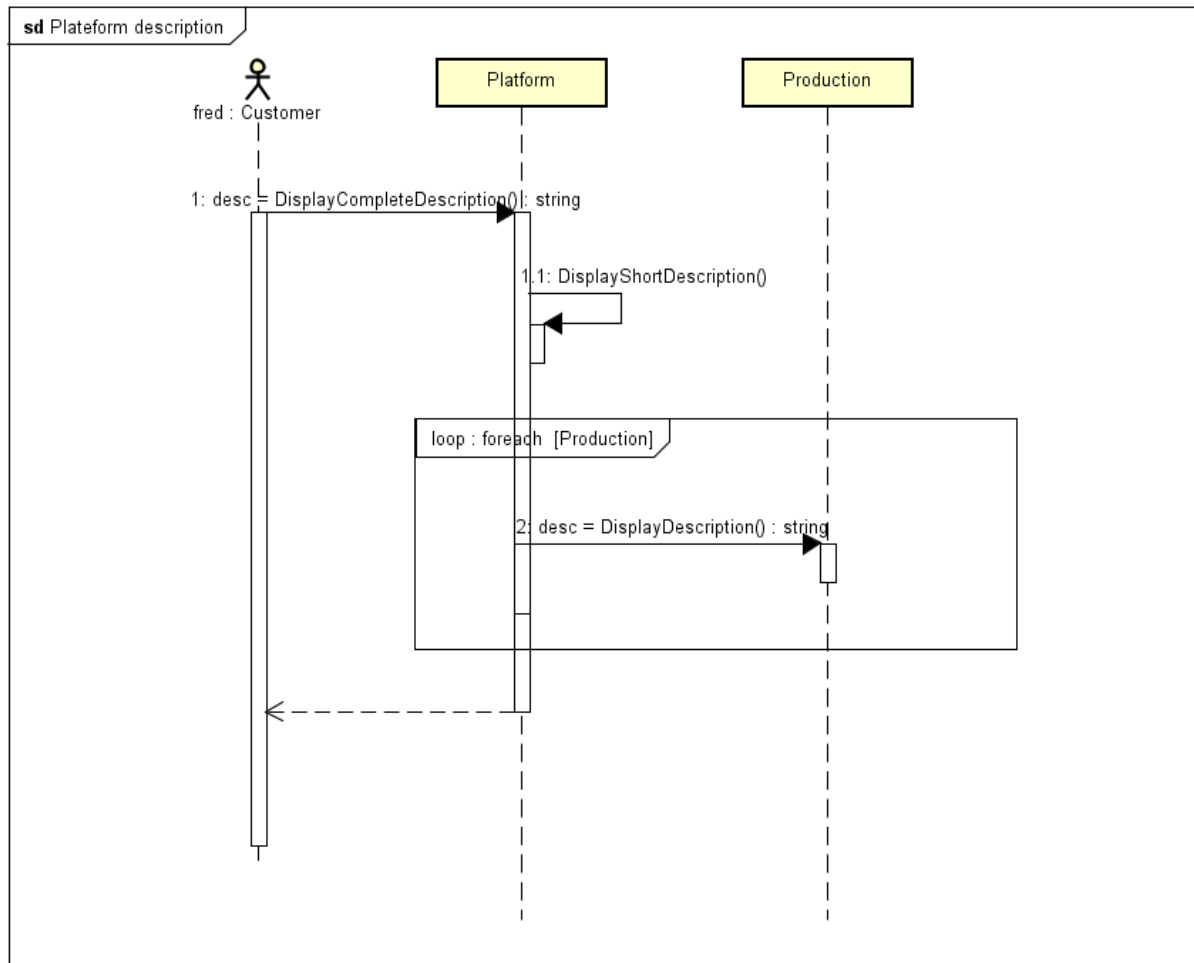 sd Plateform description
fred : Customer
Platform
Production
1: desc = DisplayCompleteDescription() : string
1.1: DisplayShortDescription()
loop : foreach [Production]
2: desc = DisplayDescription() : string